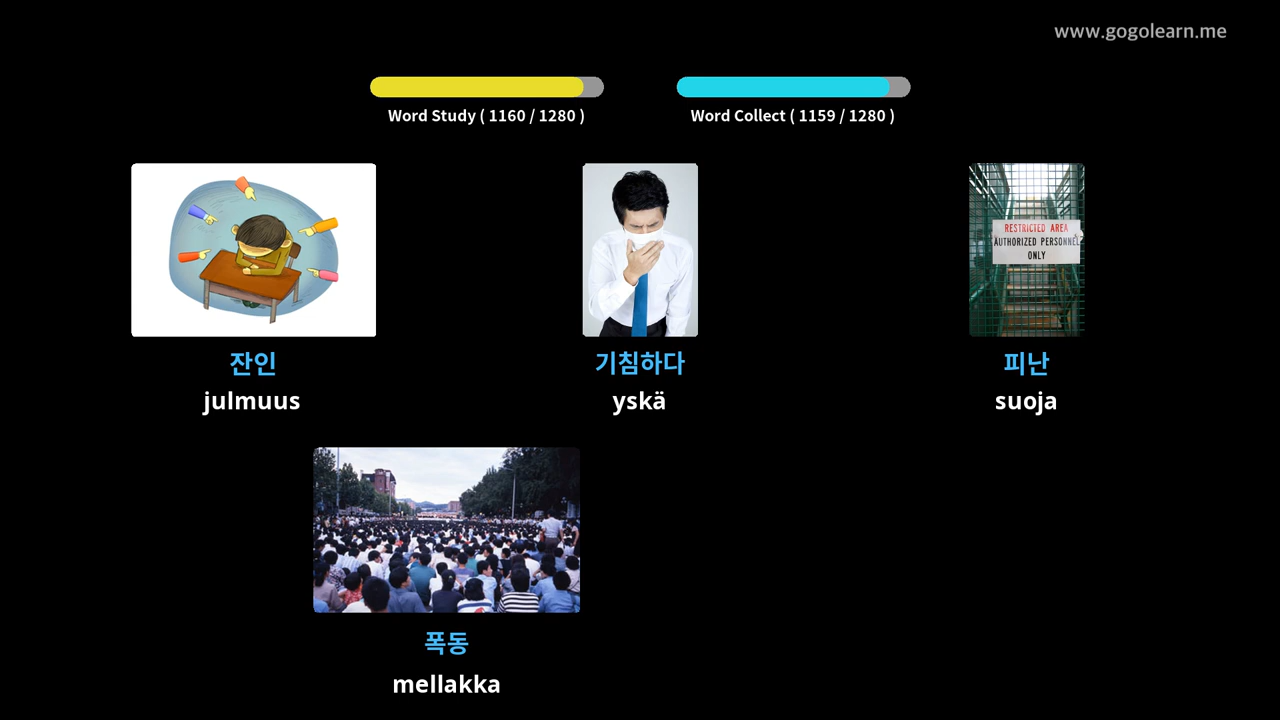 www.gogolearn.me
Word Study ( 1160 / 1280 )
Word Collect ( 1159 / 1280 )
RESTRICTED AREA
AUTHORIZED PERSONNEL
ONLY
잔인
julmuus
기침하다
yskä
피난
suoja
폭동
mellakka